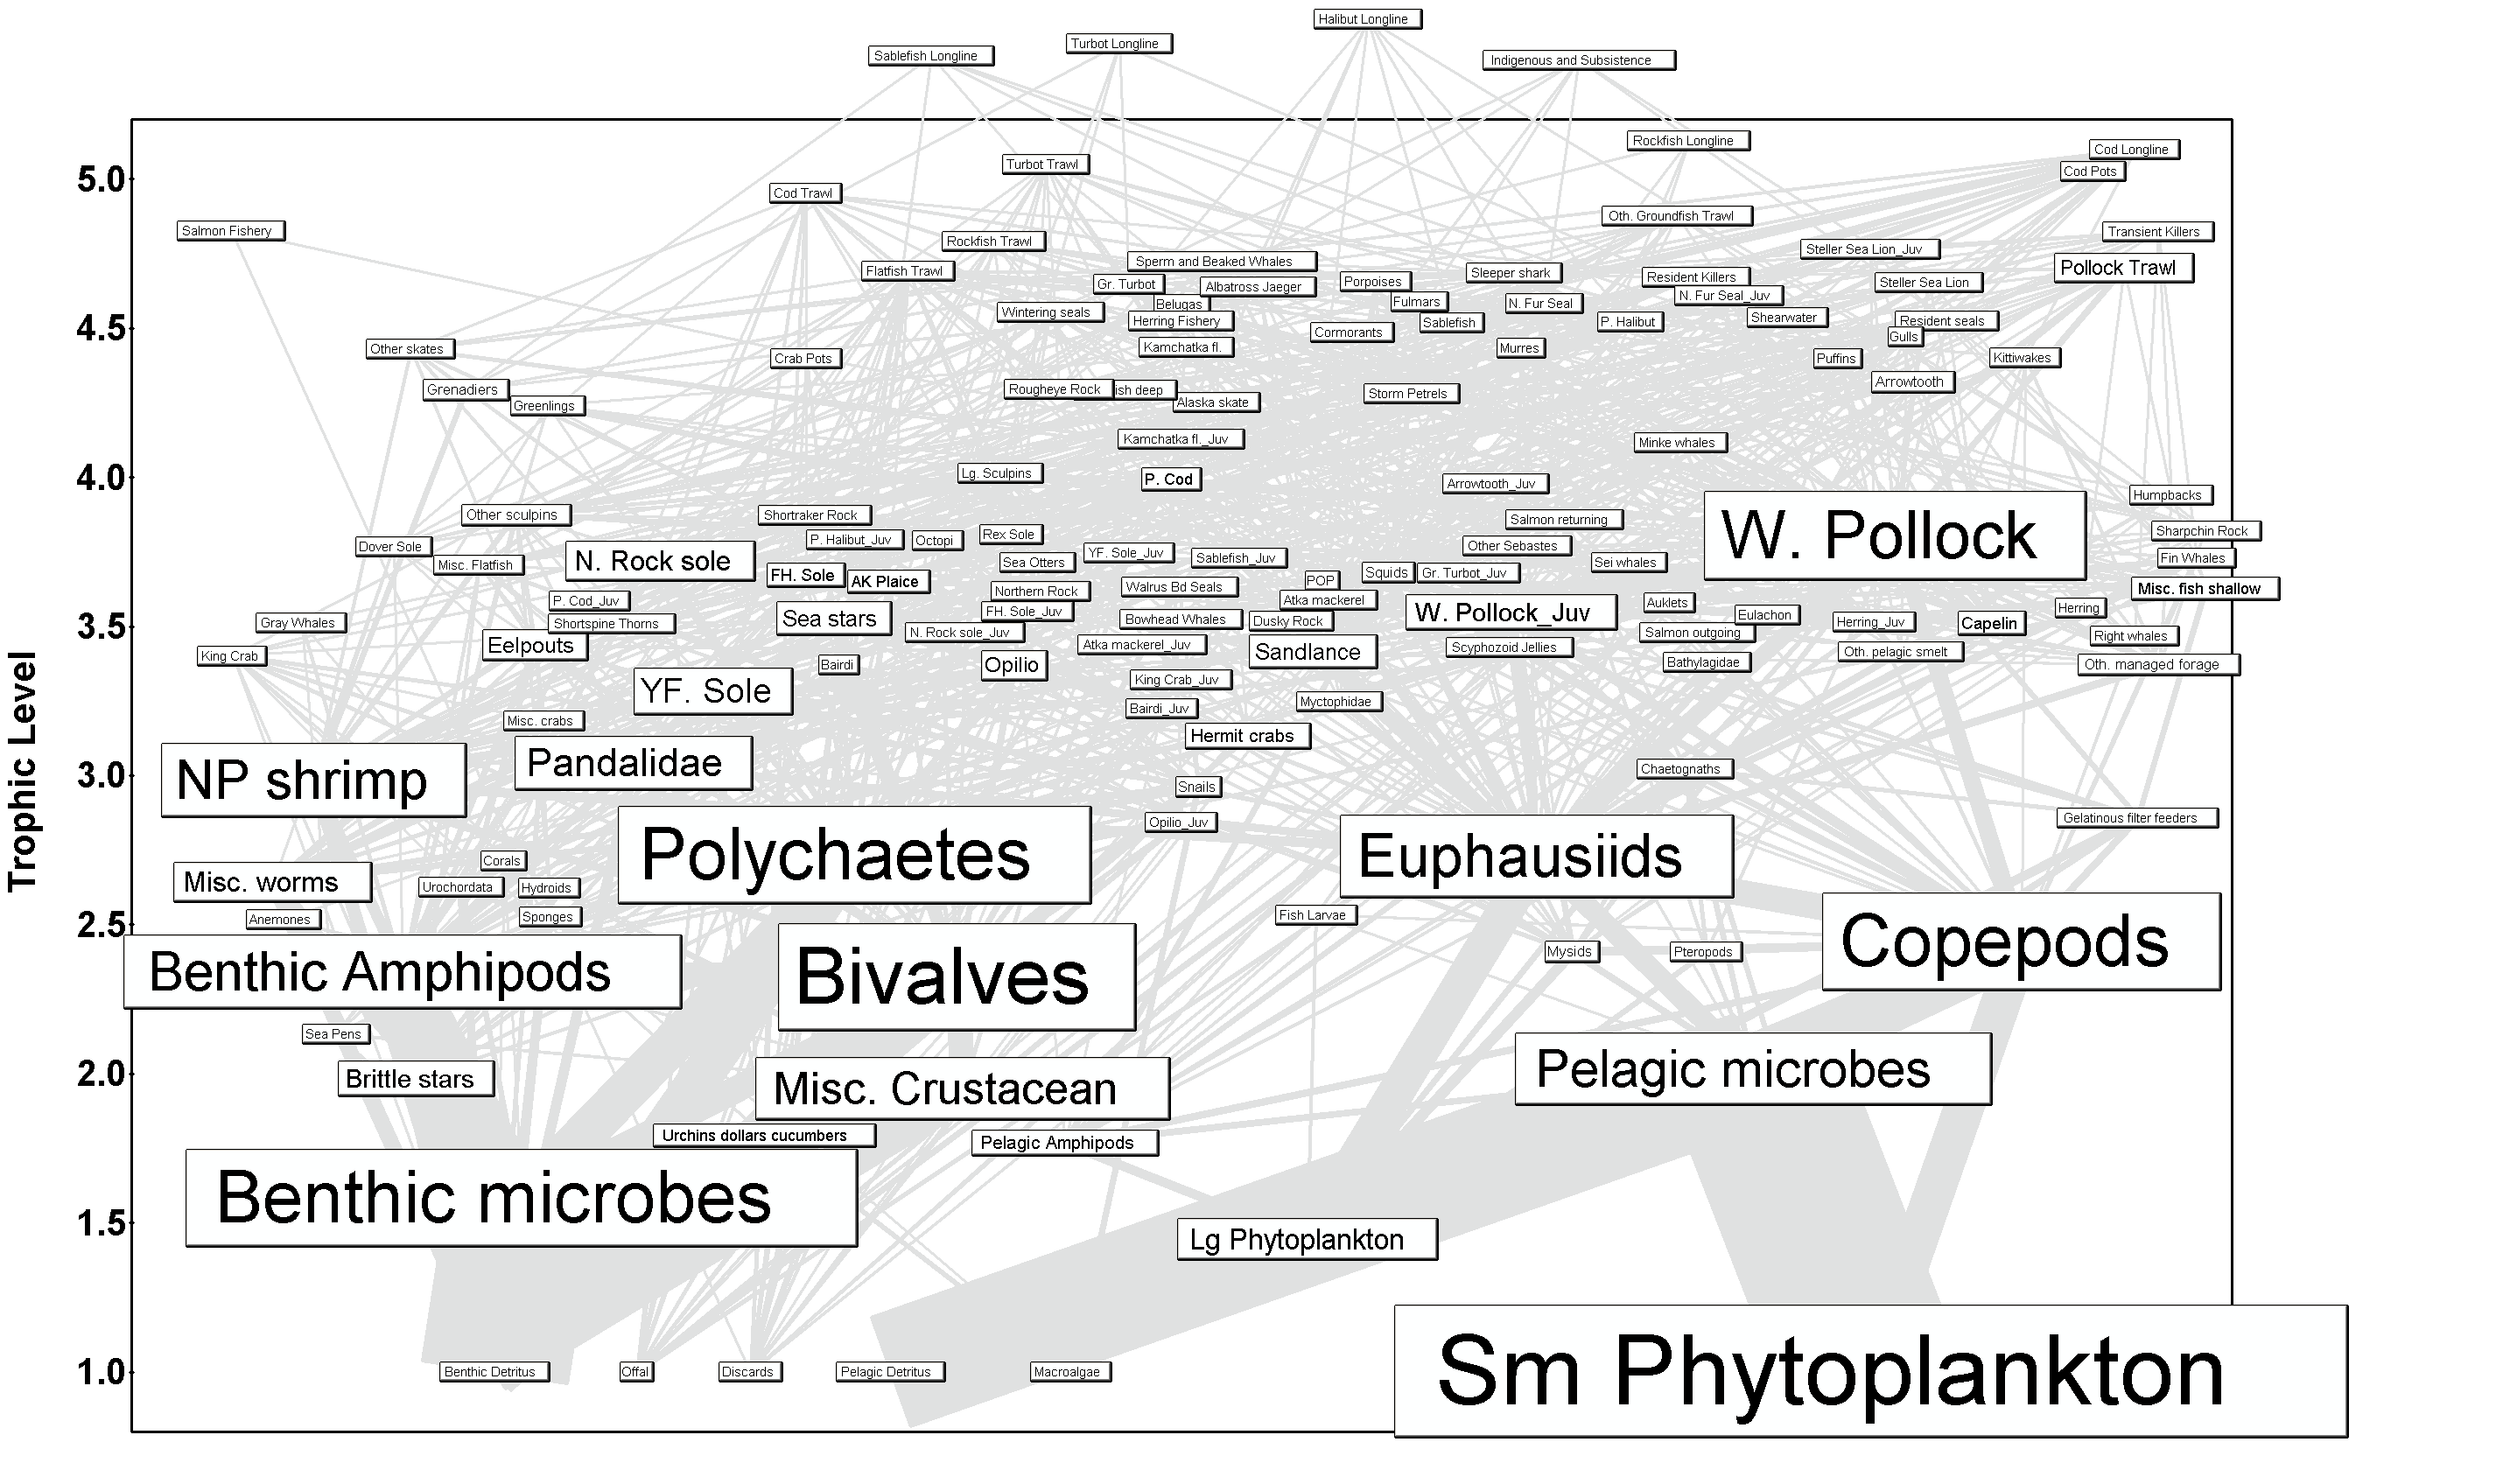 Halibut Longline
Turbot Longline
Sablefish Longline
Indigenous and Subsistence
Rockfish Longline
Cod Longline
Turbot Trawl
Cod Pots
5.0
Cod Trawl
Oth. Groundfish Trawl
Salmon Fishery
Transient Killers
Rockfish Trawl
Steller Sea Lion_Juv
Sperm and Beaked Whales
Pollock Trawl
Flatfish Trawl
Sleeper shark
Resident Killers
Porpoises
Steller Sea Lion
Gr. Turbot
Albatross Jaeger
N. Fur Seal_Juv
Fulmars
N. Fur Seal
Belugas
Wintering seals
Shearwater
Herring Fishery
Resident seals
P. Halibut
Sablefish
4.5
Cormorants
Gulls
Kamchatka fl.
Murres
Other skates
Crab Pots
Puffins
Kittiwakes
Arrowtooth
Grenadiers
Rougheye Rock
ish deep
Storm Petrels
Alaska skate
Greenlings
Kamchatka fl._Juv
Minke whales
Lg. Sculpins
4.0
P. Cod
Arrowtooth_Juv
Humpbacks
Other sculpins
Shortraker Rock
Salmon returning
W. Pollock
Sharpchin Rock
Rex Sole
P. Halibut_Juv
Octopi
Dover Sole
Other Sebastes
YF. Sole_Juv
Sablefish_Juv
Fin Whales
N. Rock sole
Sea Otters
Sei whales
Misc. Flatfish
Squids
Gr. Turbot_Juv
FH. Sole
AK Plaice
POP
Walrus Bd Seals
Misc. fish shallow
Northern Rock
P. Cod_Juv
Atka mackerel
Auklets
Herring
FH. Sole_Juv
W. Pollock_Juv
Eulachon
Sea stars
Bowhead Whales
Dusky Rock
Herring_Juv
Capelin
Gray Whales
Shortspine Thorns
3.5
N. Rock sole_Juv
Salmon outgoing
Right whales
Eelpouts
Atka mackerel_Juv
Scyphozoid Jellies
Sandlance
Oth. pelagic smelt
King Crab
Bathylagidae
Bairdi
Opilio
Oth. managed forage
King Crab_Juv
YF. Sole
Myctophidae
Bairdi_Juv
Misc. crabs
Hermit crabs
Pandalidae
Chaetognaths
3.0
NP shrimp
Snails
Gelatinous filter feeders
Opilio_Juv
Polychaetes
Euphausiids
Corals
Trophic Level
Misc. worms
Urochordata
Hydroids
Fish Larvae
Sponges
Anemones
2.5
Copepods
Mysids
Pteropods
Benthic Amphipods
Bivalves
Sea Pens
Pelagic microbes
2.0
Brittle stars
Misc. Crustacean
Urchins dollars cucumbers
Pelagic Amphipods
Benthic microbes
1.5
Lg Phytoplankton
1.0
Benthic Detritus
Offal
Discards
Pelagic Detritus
Macroalgae
Sm Phytoplankton